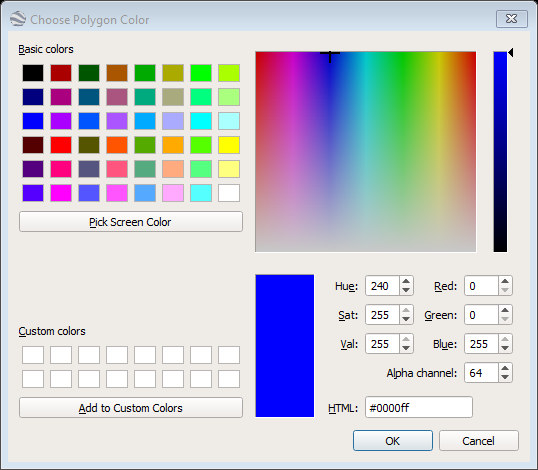 Choose Polygon Color
Basic colors
Pick Screen Color
Hue: 240 Red: 0
Sat: 255 Green: 0
Val: 255 Blue: 255
Alpha channel: 64
Custom colors
Add to Custom Colors
HTML: #0000ff
OK Cancel